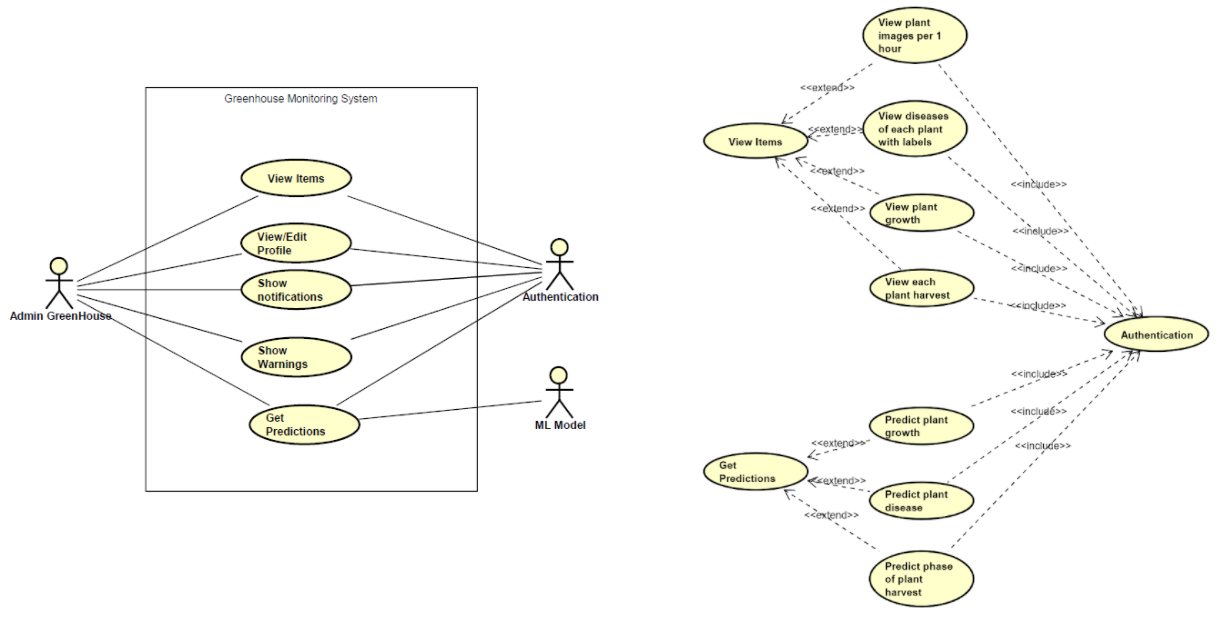 Greenhouse Monitoring System
View Items
View/Edit
Profile
Show
notifications
Show
Warnings
Get
Predictions
Admin GreenHouse
Authentication
ML Model
View plant
images per 1
hour
<<extend>>
View diseases
of each plant
with labels
<<extend>>
View Items
<<extend>>
<<include>>
View plant
growth
<<extend>>
<<include>>
<<include>>
View each
plant harvest
<<include>>
Authentication
<<include>>
Predict plant
growth
<<include>>
<<extend>>
<<include>>
Get
Predictions
<<extend>>
Predict plant
disease
<<extend>>
Predict phase
of plant
harvest